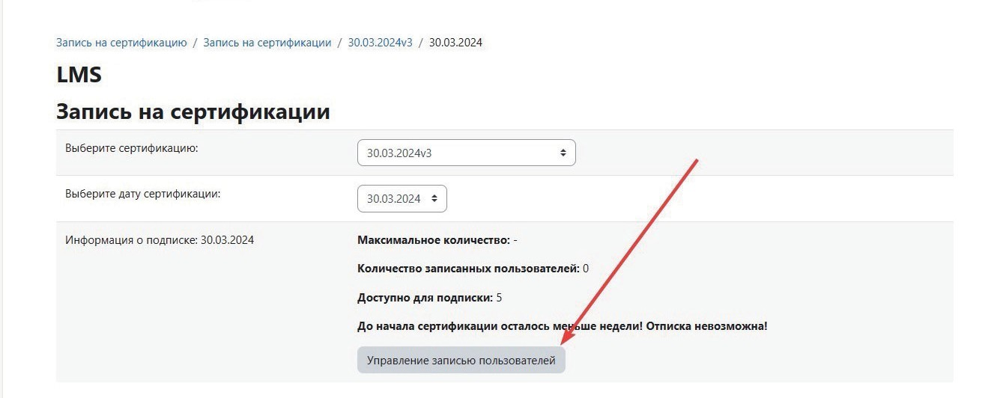 Запись на сертификацию / Запись на сертификации / 30.03.2024v3 / 30.03.2024
LMS
Запись на сертификации
Выберите сертификацию: 30.03.2024v3
Выберите дату сертификации: 30.03.2024
Информация о подписке: 30.03.2024 Максимальное количество: -
Количество записанных пользователей: 0
Доступно для подписки: 5
До начала сертификации осталось меньше недели! Отписка невозможна!
Управление записью пользователей